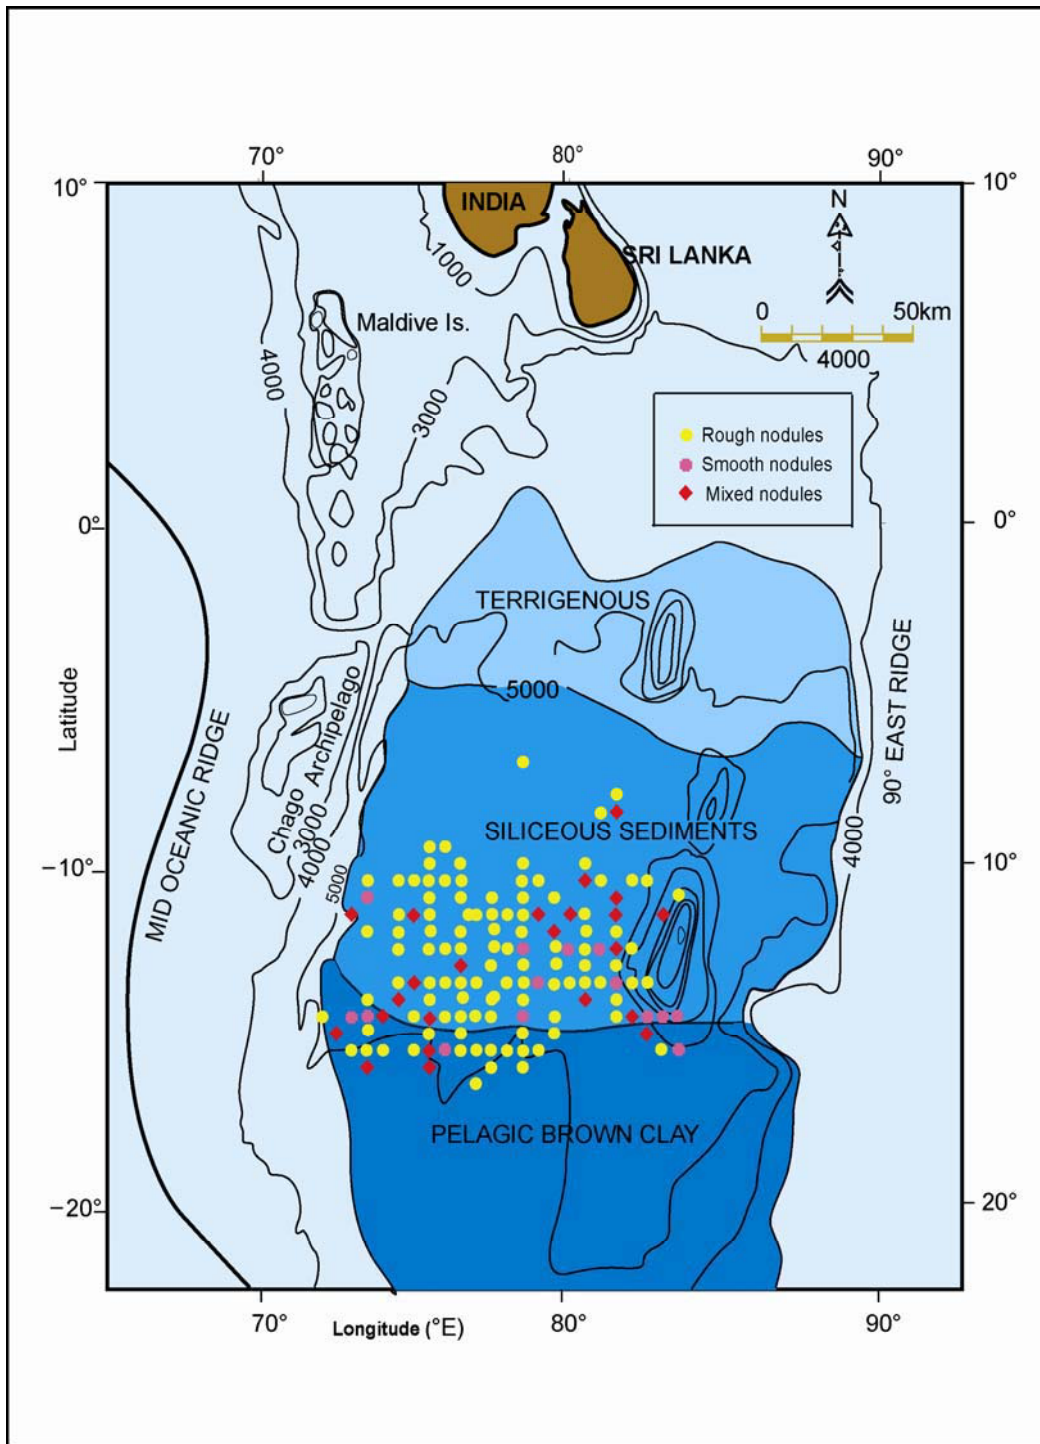 70°
80°
90°
10°
10°
INDIA
N
SRI LANKA
1000
0
50km
Maldive Is.
4000
4000
3000
Rough nodules
Smooth nodules
Mixed nodules
0°
0°
TERRIGENOUS
5000
Latitude
Chago Archipelago
MID OCEANIC RIDGE
90° EAST RIDGE
SILICEOUS SEDIMENTS
3000
4000
5000
4000
−10°
10°
PELAGIC BROWN CLAY
−20°
20°
70°
Longitude (°E)
80°
90°